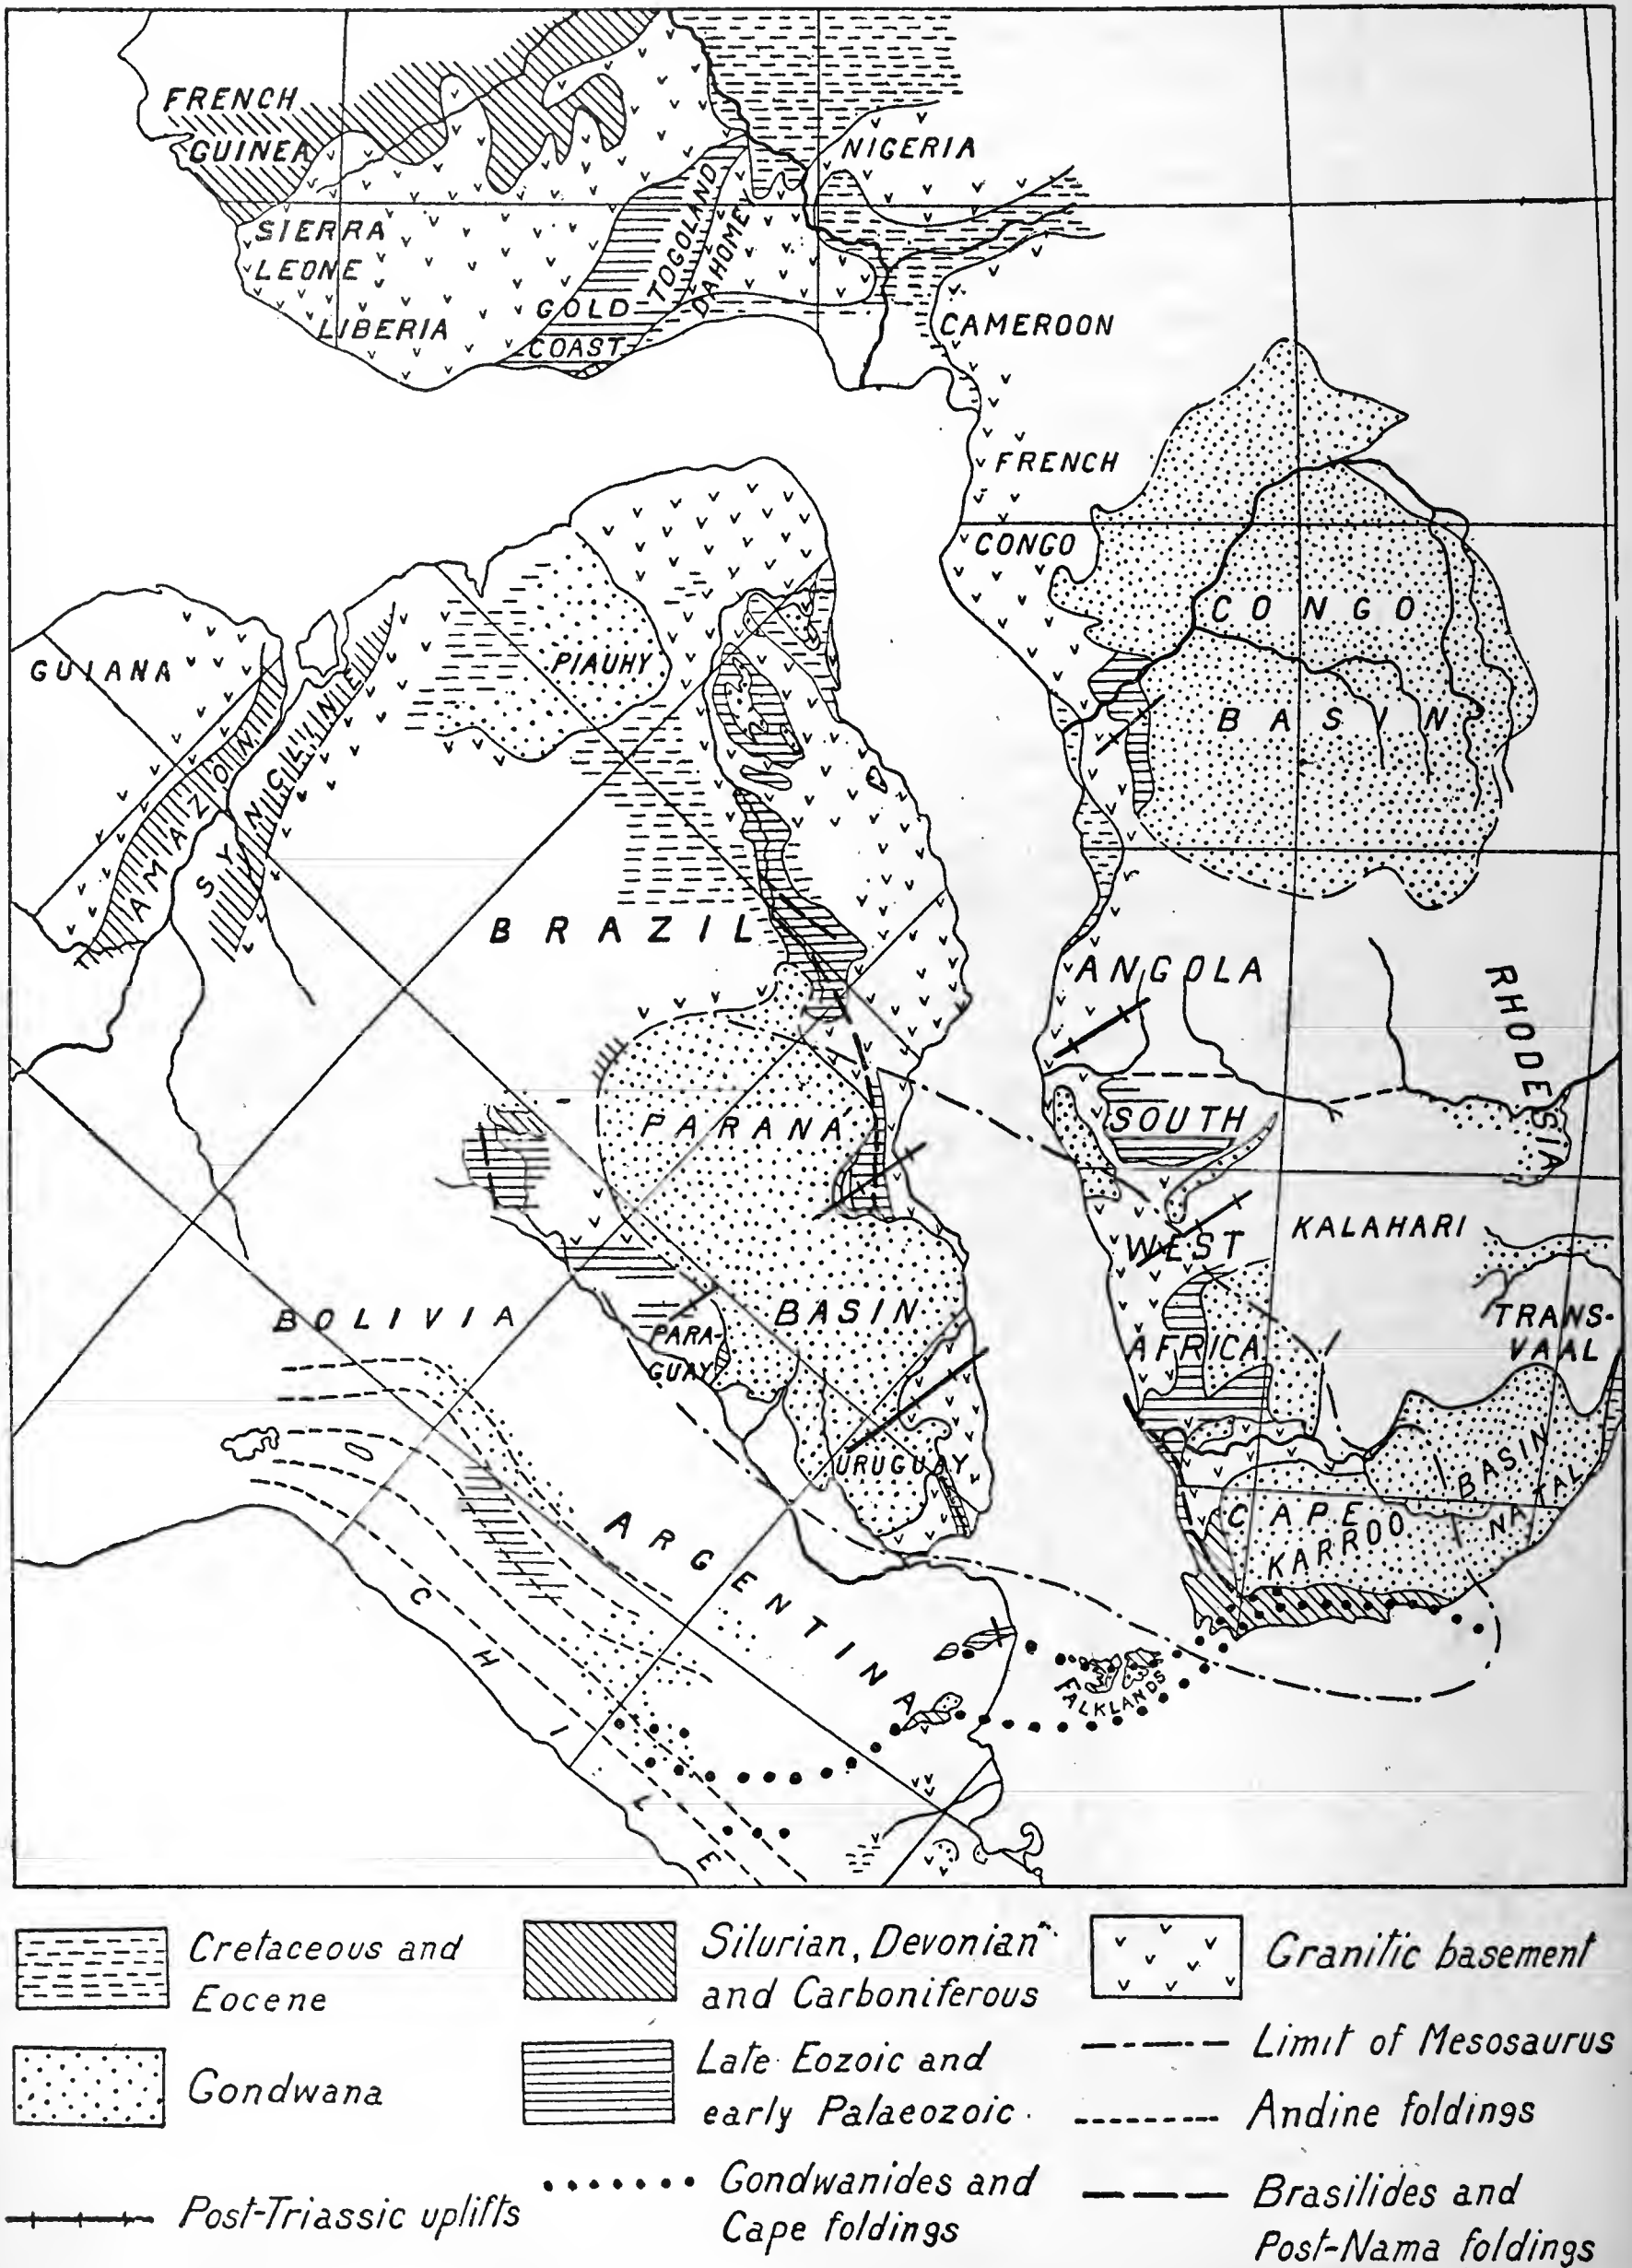 FRENCH
GUINEA
NIGERIA
SIERRA
LEONE
LIBERIA
GOLD
COAST
TOGOLAND
DAHOMEY
CAMEROON
FRENCH
CONGO
CONGO
BASIN
GUIANA
AMAZONIN
SYNCLINE
PIAUHY
BRAZIL
ANGOLA
RHODESIA
PARANÁ
BASIN
SOUTH
WEST
AFRICA
KALAHARI
TRANS-
VAAL
BOLIVIA
PARA-
GUAY
URUGUAY
CAPE
KARROO
BASIN
NATAL
ARGENTINA
CHILE
FALKLANDS
Cretaceous and
Eocene
Silurian, Devonian
and Carboniferous
Granitic basement
Gondwana
Late Eozoic and
early Palaeozoic.
Limit of Mesosaurus
Andine foldings
Post-Triassic uplifts
Gondwanides and
Cape foldings
Brasilides and
Post-Nama foldings